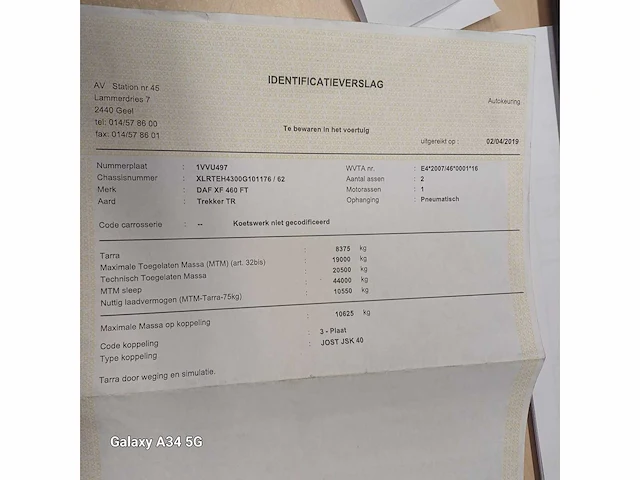 IDENTIFICATIEVERSLAG
AV Station nr.45
Lammerdries 7
2440 Geel
tel: 014/57 86 00
fax: 014/57 86 01
Autokeuring
Te bewaren in het voertuig
uitgereikt op : 02/04/2019
Nummerplaat : 1VVU497 WVTA nr. : E4*2007/46*0001*16
Chassisnummer : XLRTEH4300G101176 / 62 Aantal assen : 2
Merk : DAF XF 460 FT Motorassen : 1
Aard : Trekker TR Ophanging : Pneumatisch
Code carrosserie : -- Koetswerk niet gecodificeerd
Tarra : 8375 kg
Maximale Toegelaten Massa (MTM) (art. 32bis) : 19000 kg
Technisch Toegelaten Massa : 20500 kg
MTM sleep : 44000 kg
Nuttig laadvermogen (MTM-Tarra-75kg) : 10550 kg
Maximale Massa op koppeling : 10625 kg
Code koppeling : 3 - Plaat
Type koppeling : JOST JSK 40
Tarra door weging en simulatie.
Galaxy A34 5G